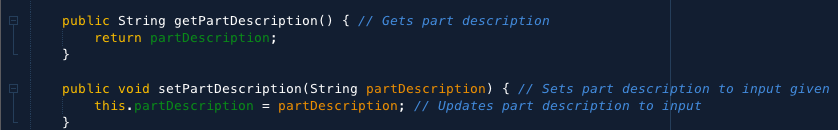 public String getPartDescription() { // Gets part description
return partDescription;
}
public void setPartDescription(String partDescription) { // Sets part description to input given
this.partDescription = partDescription; // Updates part description to input
}